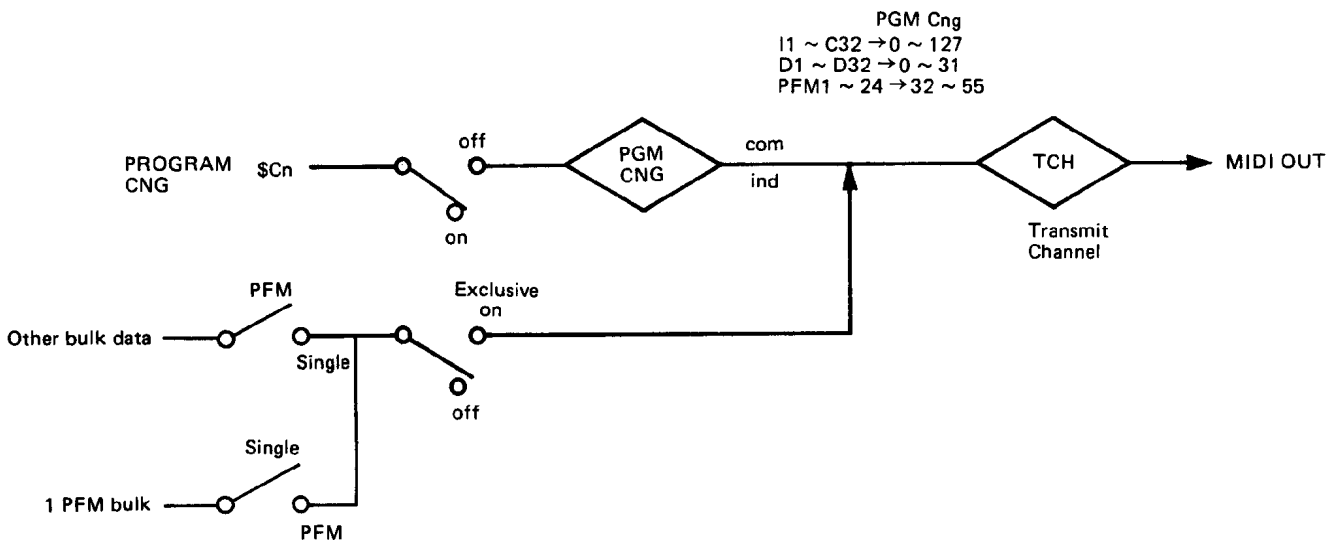 PGM Cng
I1 ~ C32 →0 ~ 127
D1 ~ D32 →0 ~ 31
PFM1 ~ 24 →32 ~ 55
PROGRAM
CNG
$Cn
off
on
PGM
CNG
com
ind
TCH
MIDI OUT
Transmit
Channel
PFM
Exclusive
on
Other bulk data
Single
off
Single
1 PFM bulk
PFM